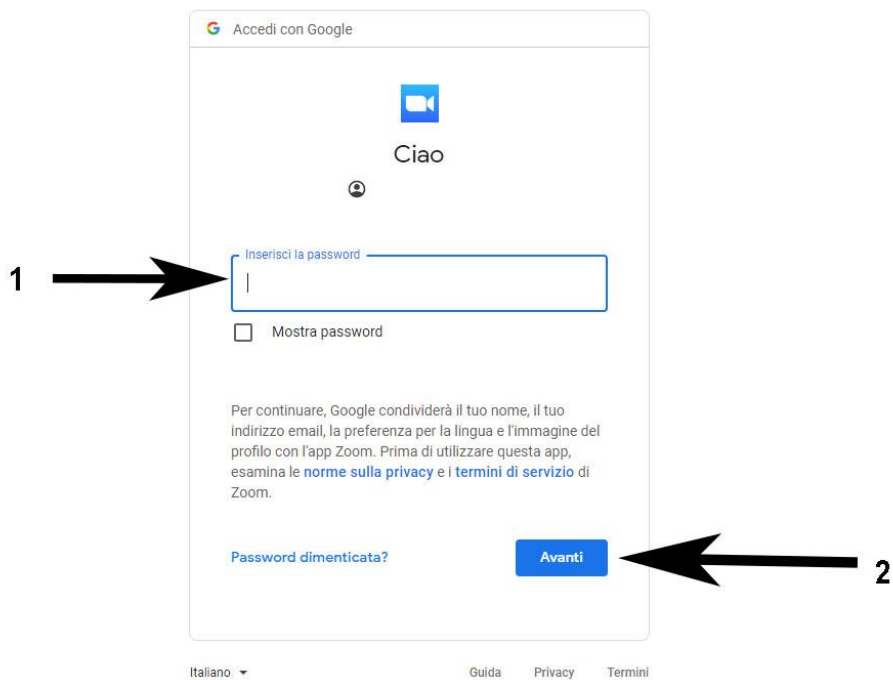 Accedi con Google
Ciao
Inserisci la password
1
Mostra password
Per continuare, Google condividerà il tuo nome, il tuo
indirizzo email, la preferenza per la lingua e l'immagine del
profilo con l'app Zoom. Prima di utilizzare questa app,
esamina le norme sulla privacy e i termini di servizio di
Zoom.
Password dimenticata?
Avanti
2
Italiano
Guida
Privacy
Termini